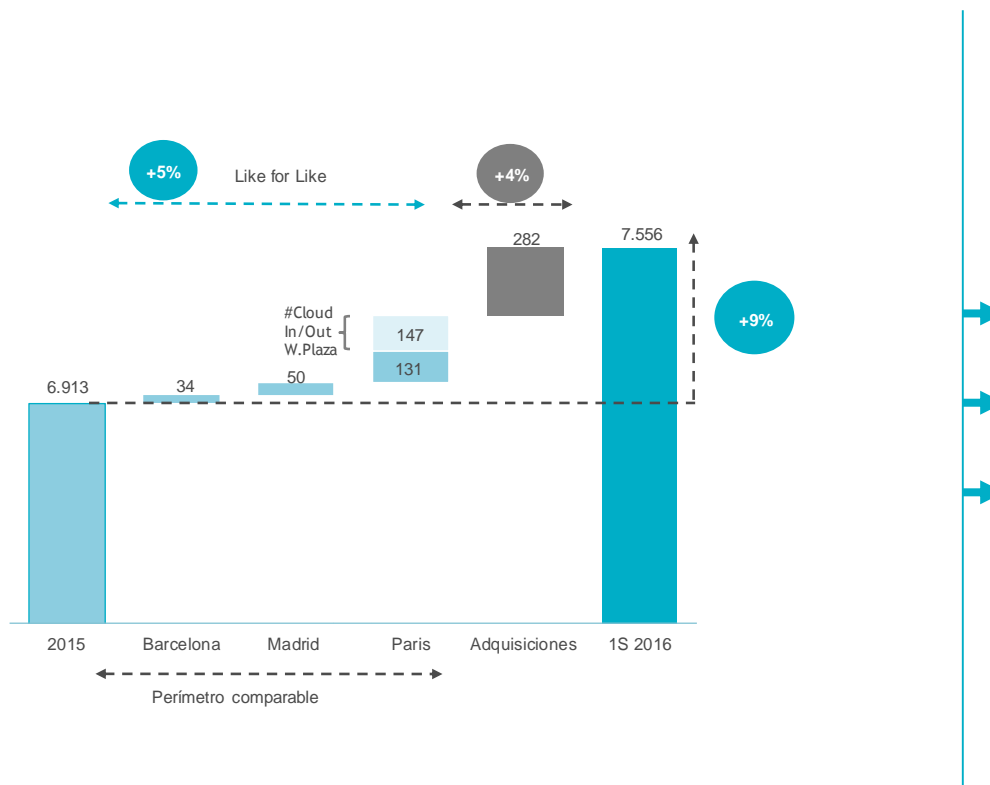 +5%
Like for Like
+4%
282
7.556
#Cloud
In/Out
W.Plaza
147
131
+9%
6.913
34
50
2015
Barcelona
Madrid
Paris
Adquisiciones
1S 2016
Perímetro comparable